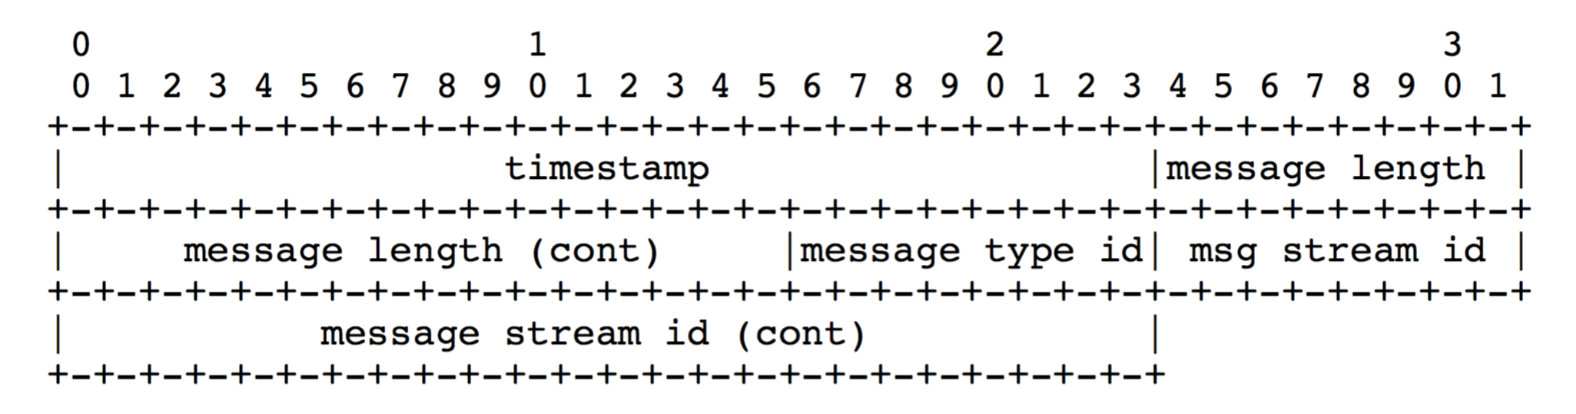 0                   1                   2                   3
 0 1 2 3 4 5 6 7 8 9 0 1 2 3 4 5 6 7 8 9 0 1 2 3 4 5 6 7 8 9 0 1
+-+-+-+-+-+-+-+-+-+-+-+-+-+-+-+-+-+-+-+-+-+-+-+-+-+-+-+-+-+-+-+-+
|                   timestamp                   |message length |
+-+-+-+-+-+-+-+-+-+-+-+-+-+-+-+-+-+-+-+-+-+-+-+-+-+-+-+-+-+-+-+-+
|     message length (cont)     |message type id| msg stream id |
+-+-+-+-+-+-+-+-+-+-+-+-+-+-+-+-+-+-+-+-+-+-+-+-+-+-+-+-+-+-+-+-+
|           message stream id (cont)            |
+-+-+-+-+-+-+-+-+-+-+-+-+-+-+-+-+-+-+-+-+-+-+-+-+